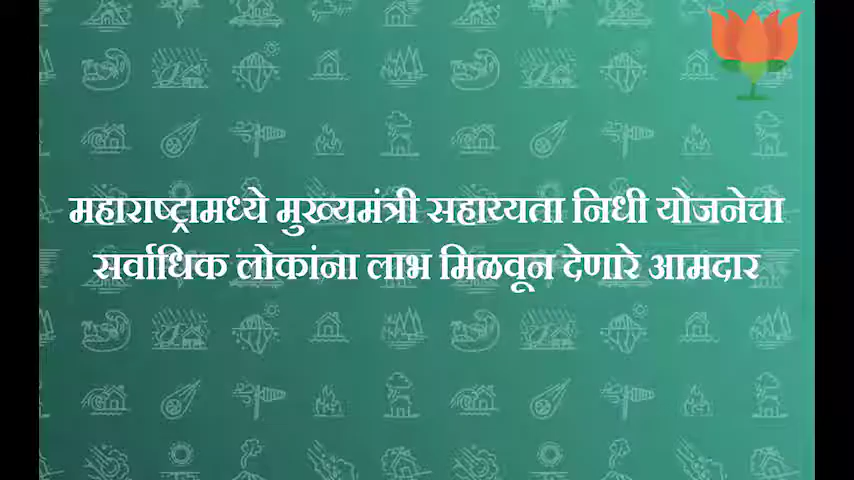 महाराष्ट्रामध्ये मुख्यमंत्री सहाय्यता निधी योजनेचा
सर्वाधिक लोकांना लाभ मिळवून देणारे आमदार